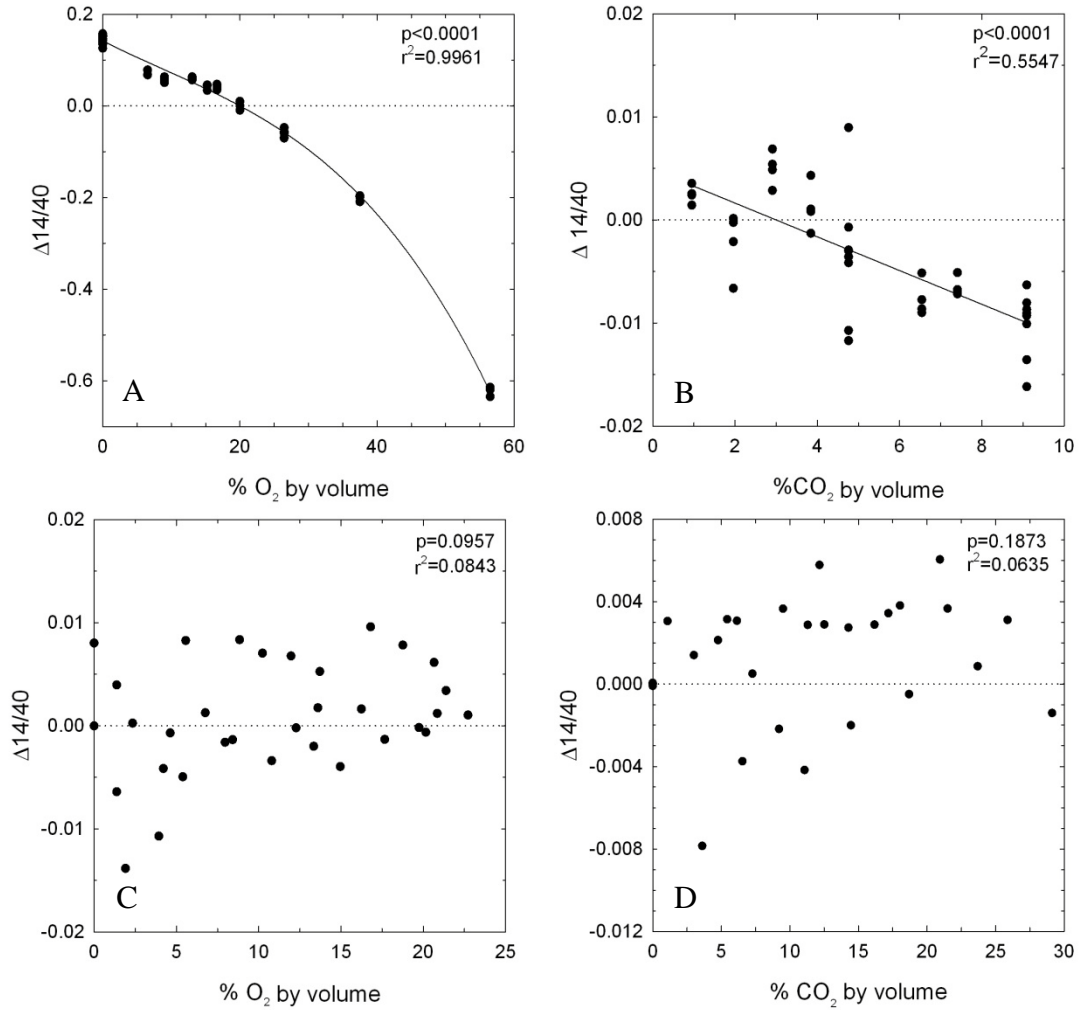 p<0.0001
r²=0.9961
0.2
0.0
-0.2
-0.4
-0.6
Δ14/40
A
0 20 40 60
% O₂ by volume
p<0.0001
r²=0.5547
0.02
0.01
0.00
-0.01
-0.02
Δ 14/40
B
0 2 4 6 8 10
%CO₂ by volume
p=0.0957
r²=0.0843
0.02
0.01
0.00
-0.01
-0.02
Δ14/40
C
0 5 10 15 20 25
% O₂ by volume
p=0.1873
r²=0.0635
0.008
0.004
0.000
-0.004
-0.008
-0.012
Δ14/40
D
0 5 10 15 20 25 30
% CO₂ by volume